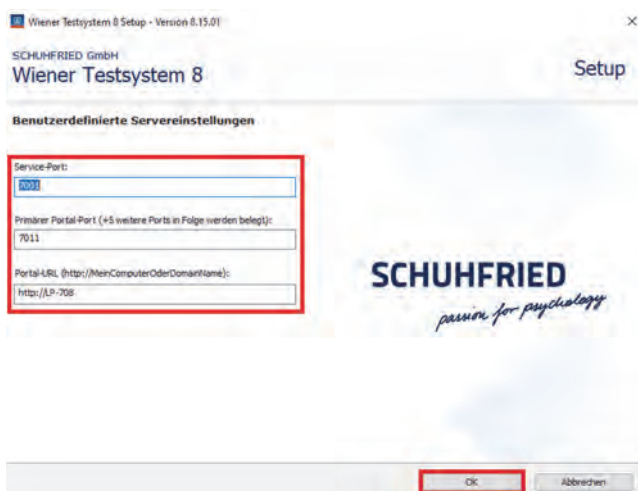 Wiener Testsystem 8 Setup - Version 8.15.01
SCHUHFRIED GmbH
Wiener Testsystem 8
Setup
Benutzerdefinierte Servereinstellungen
Service-Port:
7001
Primärer Portal-Port (+5 weitere Ports in Folge werden belegt):
7011
Portal-URL (http://MeinComputerOderDomainName):
http://LP-708
SCHUHFRIED
passion for psychology
OK
Abbrechen